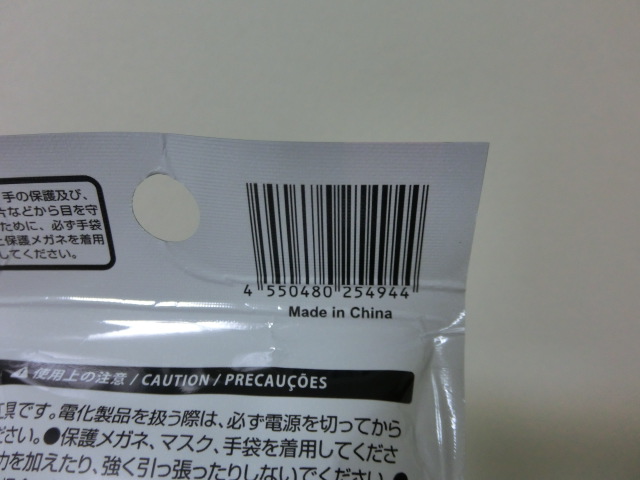 手の保護及び、
片などから目を守
ために、必ず手袋
と保護メガネを着用
してください。
4 550480 254944
Made in China
使用上の注意 / CAUTION / PRECAUÇÕES
工具です。電化製品を扱う際は、必ず電源を切ってから
ださい。●保護メガネ、マスク、手袋を着用してくださ
力を加えたり、強く引っ張ったりしないでください。●